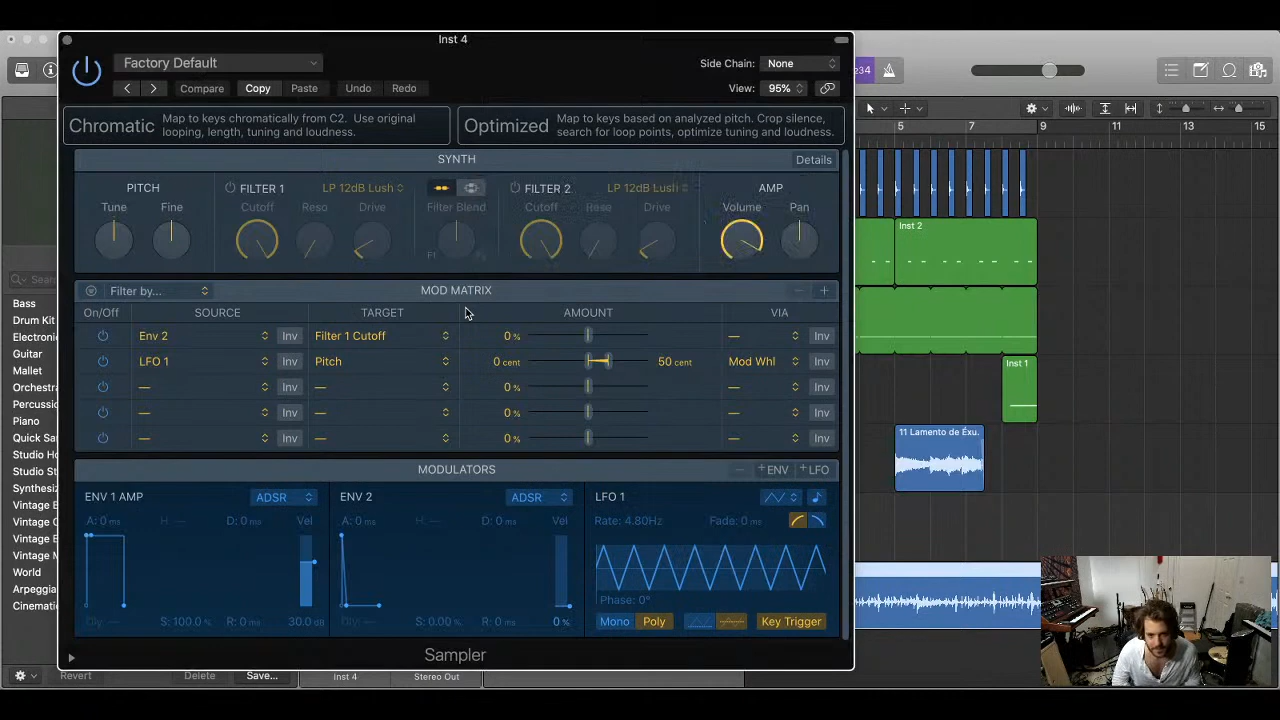 Inst 4
Factory Default
Side Chain: None
Compare Copy Paste Undo Redo
View: 95%
Chromatic
Map to keys chromatically from C2. Use original
looping, length, tuning and loudness.
Optimized
Map to keys based on analyzed pitch. Crop silence,
search for loop points, optimize tuning and loudness.
SYNTH Details
PITCH
Tune Fine
FILTER 1 LP 12dB Lush
Cutoff Reso Drive
Filter Blend
F1
FILTER 2 LP 12dB Lush
Cutoff Reso Drive
AMP
Volume Pan
Filter by... MOD MATRIX
On/Off SOURCE TARGET AMOUNT VIA
Env 2 Inv Filter 1 Cutoff 0 % — Inv
LFO 1 Inv Pitch 0 cent 50 cent Mod Whl Inv
— Inv — 0 % — Inv
— Inv — 0 % — Inv
— Inv — 0 % — Inv
MODULATORS + ENV + LFO
ENV 1 AMP ADSR
A: 0 ms H: — D: 0 ms Vel
Dly: — S: 100.0 % R: 0 ms 30.0 dB
ENV 2 ADSR
A: 0 ms H: — D: 0 ms Vel
Dly: — S: 0.00 % R: 0 ms 0 %
LFO 1
Rate: 4.80Hz Fade: 0 ms
Phase: 0°
Mono Poly Key Trigger
Sampler
234
5 7 9 11 13 15
Inst 2
Inst 1
11 Lamento de Éxu.
Sear
Bass
Drum Kit
Electroni
Guitar
Mallet
Orchestra
Percussio
Piano
Quick Sa
Studio Ho
Studio St
Synthesiz
Vintage B
Vintage C
Vintage E
Vintage M
World
Arpeggia
Cinematic
Revert Delete Save...
Inst 4 Stereo Out